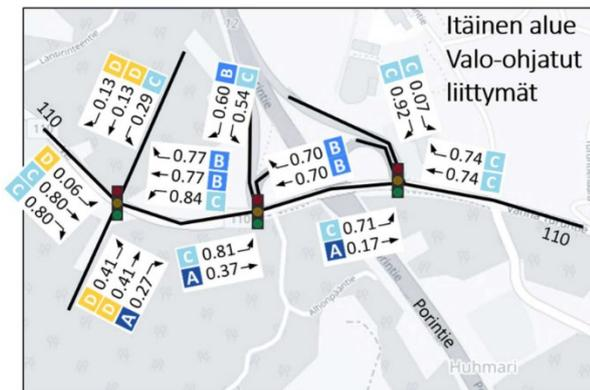 Itäinen alue
Valo-ohjatut
liittymät
D D C
0.13
0.13
0.29
B C
0.60
0.54
C C
0.92
0.07
110
D 0.06
C 0.80
C 0.80
0.77 B
0.77 B
0.84 C
0.70 B
0.70 B
0.74 C
0.74 C
C 0.81
A 0.37
C 0.71
A 0.17
110
0.41
0.41
0.27
D D A
Porintie
Huhmari
Lansirinteentie